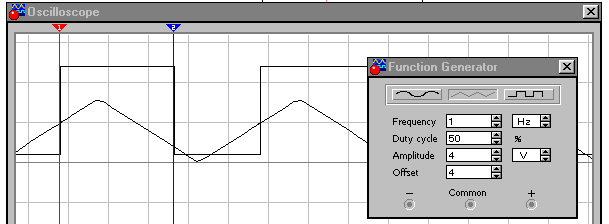 Oscilloscope
1
2
Function Generator
Frequency 1 Hz
Duty cycle 50 %
Amplitude 4 V
Offset 4
− Common +